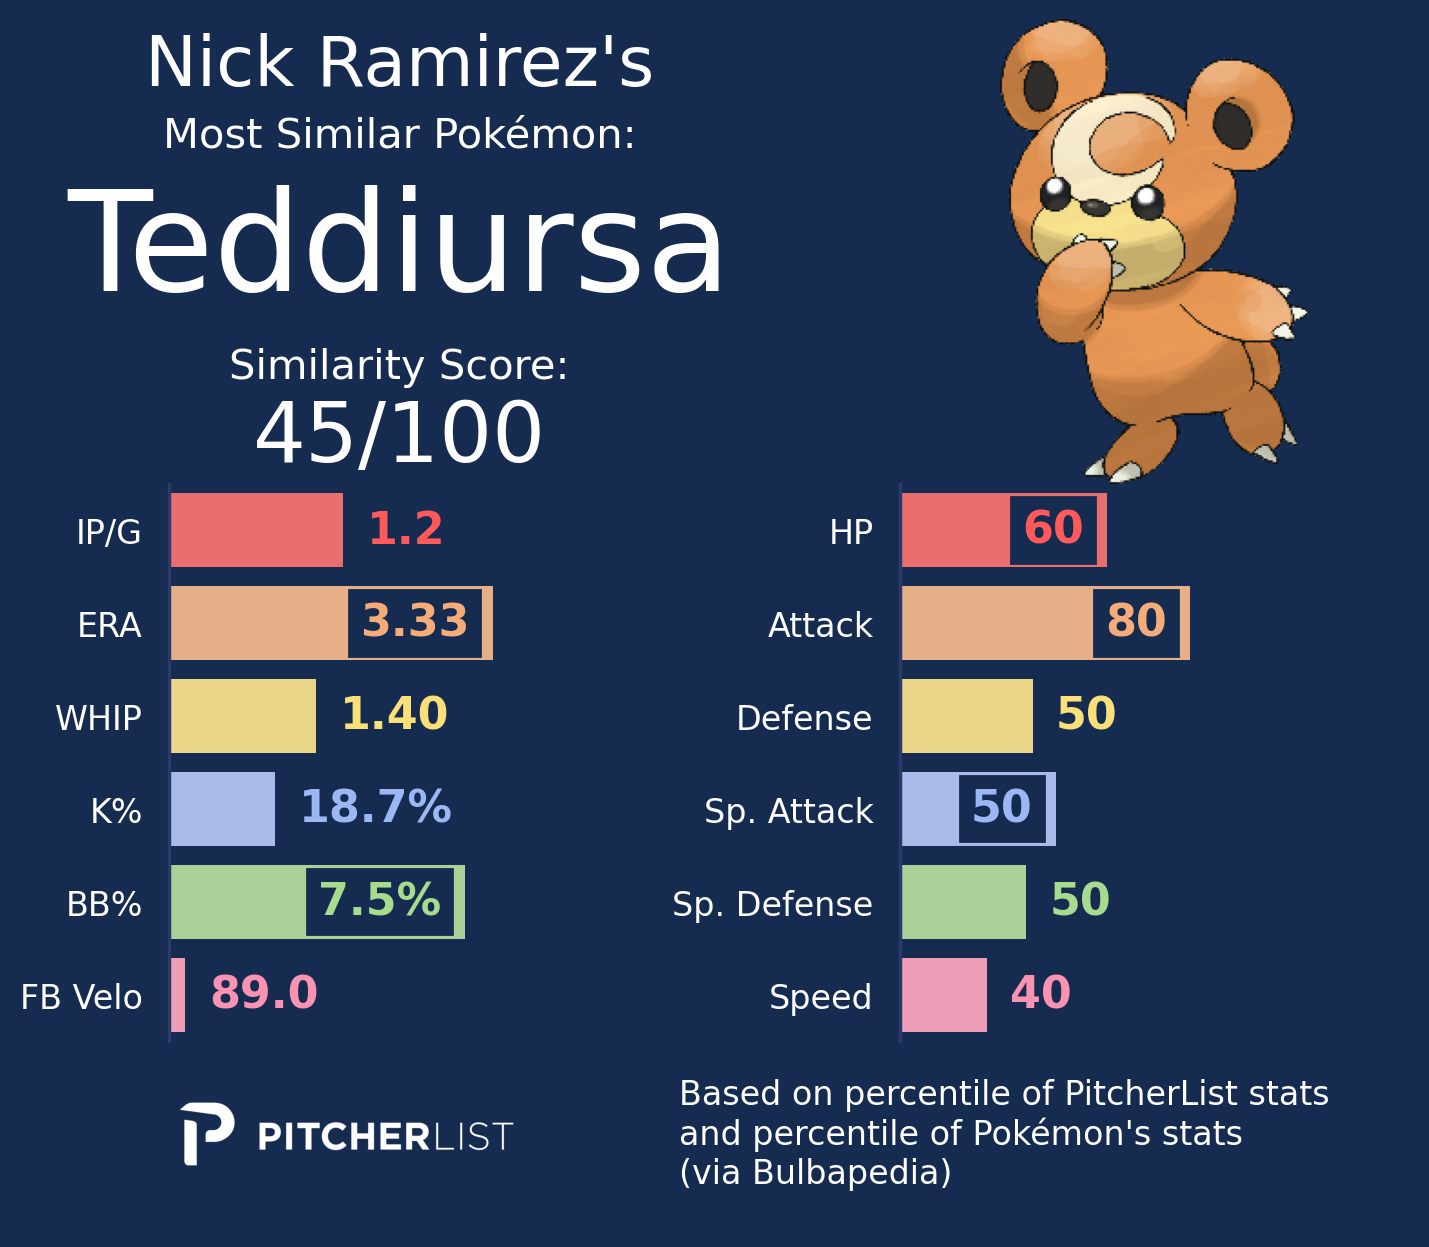 Nick Ramirez's
Most Similar Pokémon:
Teddiursa
Similarity Score:
45/100
IP/G 1.2
ERA 3.33
WHIP 1.40
K% 18.7%
BB% 7.5%
FB Velo 89.0
HP 60
Attack 80
Defense 50
Sp. Attack 50
Sp. Defense 50
Speed 40
PITCHERLIST
Based on percentile of PitcherList stats
and percentile of Pokémon's stats
(via Bulbapedia)